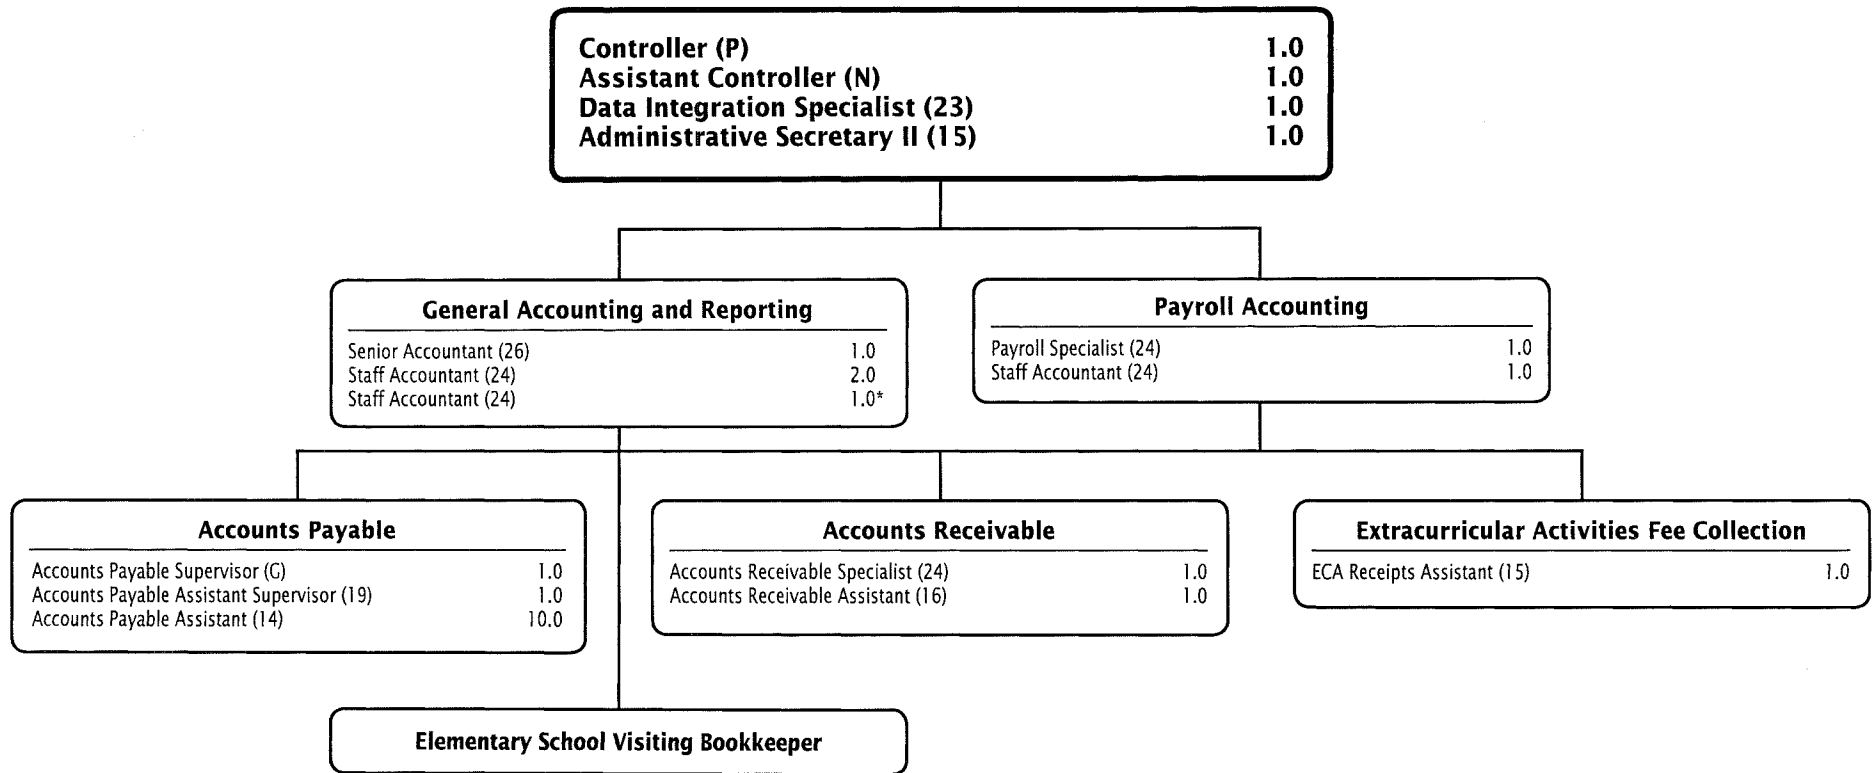 Controller (P) 1.0
Assistant Controller (N) 1.0
Data Integration Specialist (23) 1.0
Administrative Secretary II (15) 1.0
General Accounting and Reporting
Senior Accountant (26) 1.0
Staff Accountant (24) 2.0
Staff Accountant (24) 1.0*
Payroll Accounting
Payroll Specialist (24) 1.0
Staff Accountant (24) 1.0
Accounts Payable
Accounts Payable Supervisor (G) 1.0
Accounts Payable Assistant Supervisor (19) 1.0
Accounts Payable Assistant (14) 10.0
Accounts Receivable
Accounts Receivable Specialist (24) 1.0
Accounts Receivable Assistant (16) 1.0
Extracurricular Activities Fee Collection
ECA Receipts Assistant (15) 1.0
Elementary School Visiting Bookkeeper